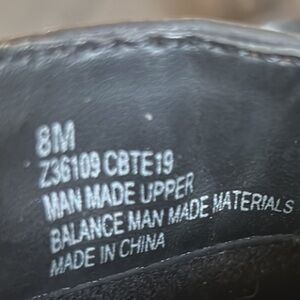 8M
Z36109 CBTE19
MAN MADE UPPER
BALANCE MAN MADE MATERIALS
MADE IN CHINA